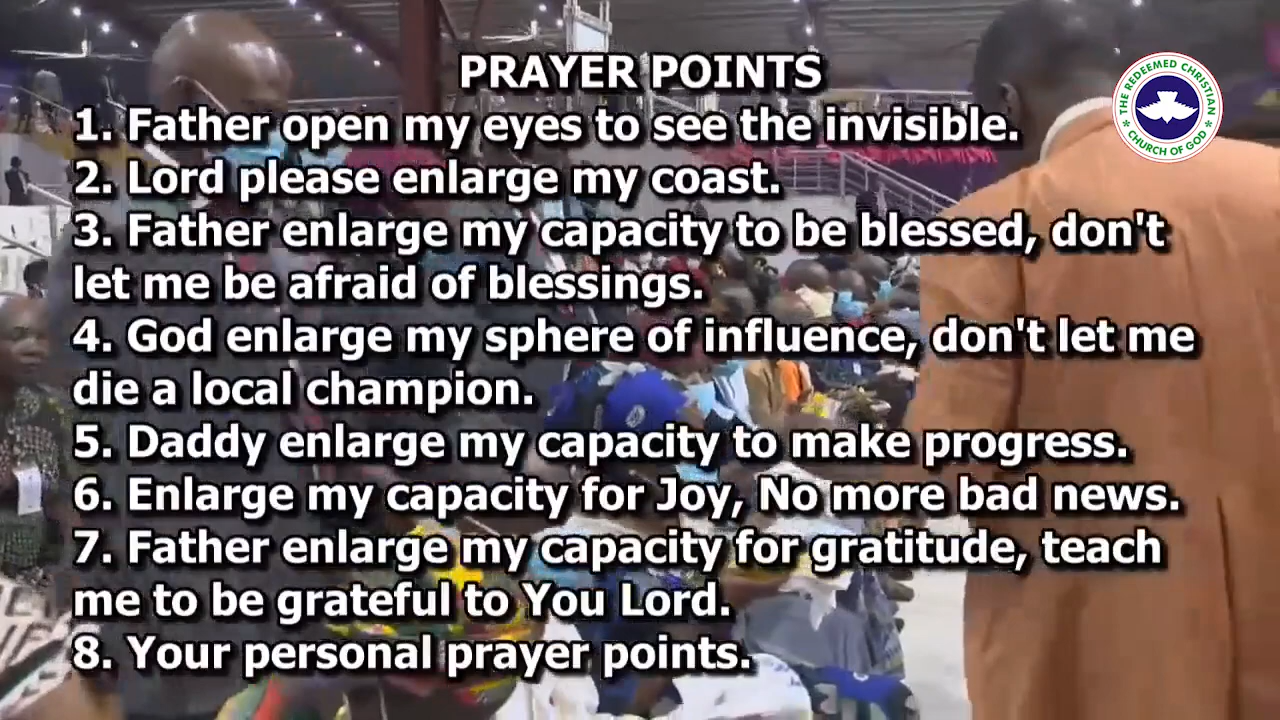 PRAYER POINTS
1. Father open my eyes to see the invisible.
2. Lord please enlarge my coast.
3. Father enlarge my capacity to be blessed, don't
let me be afraid of blessings.
4. God enlarge my sphere of influence, don't let me
die a local champion.
5. Daddy enlarge my capacity to make progress.
6. Enlarge my capacity for Joy, No more bad news.
7. Father enlarge my capacity for gratitude, teach
me to be grateful to You Lord.
8. Your personal prayer points.
THE REDEEMED CHRISTIAN
CHURCH OF GOD